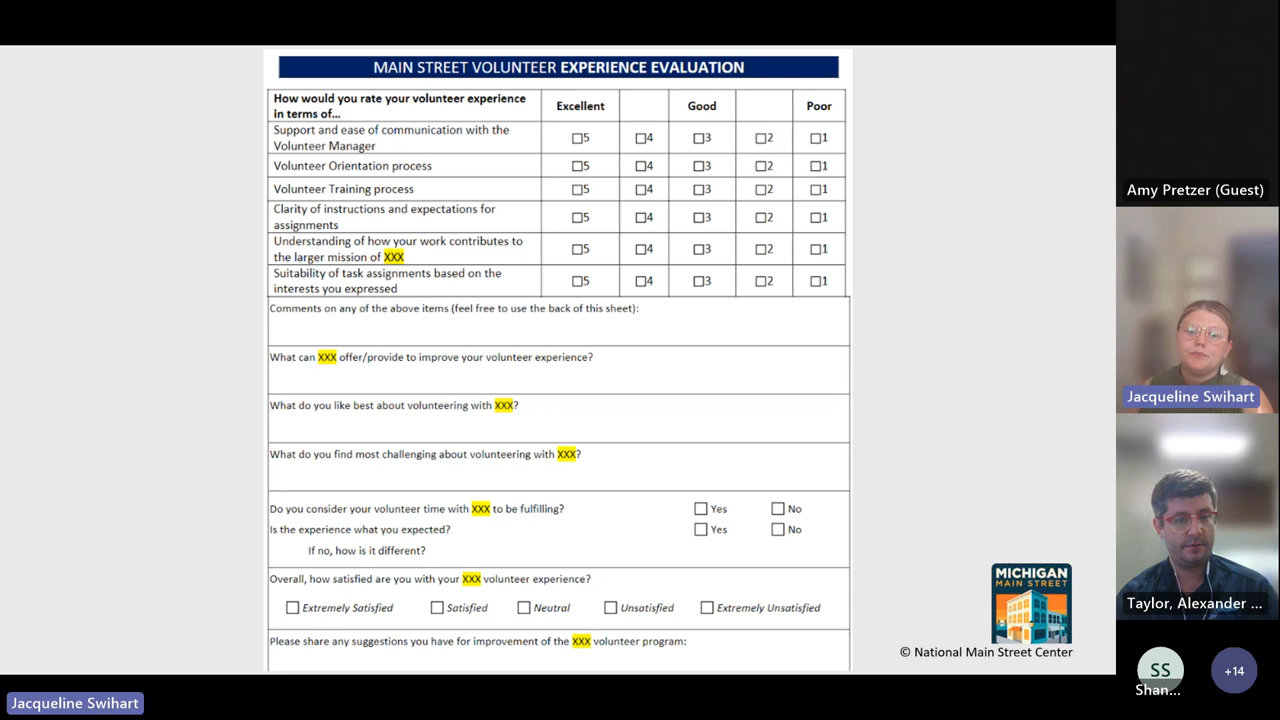 MAIN STREET VOLUNTEER EXPERIENCE EVALUATION
How would you rate your volunteer experience
in terms of...
Excellent Good Poor
Support and ease of communication with the
Volunteer Manager
☐5 ☐4 ☐3 ☐2 ☐1
Volunteer Orientation process ☐5 ☐4 ☐3 ☐2 ☐1
Volunteer Training process ☐5 ☐4 ☐3 ☐2 ☐1
Clarity of instructions and expectations for
assignments
☐5 ☐4 ☐3 ☐2 ☐1
Understanding of how your work contributes to
the larger mission of XXX
☐5 ☐4 ☐3 ☐2 ☐1
Suitability of task assignments based on the
interests you expressed
☐5 ☐4 ☐3 ☐2 ☐1
Comments on any of the above items (feel free to use the back of this sheet):
What can XXX offer/provide to improve your volunteer experience?
What do you like best about volunteering with XXX?
What do you find most challenging about volunteering with XXX?
Do you consider your volunteer time with XXX to be fulfilling? ☐ Yes ☐ No
Is the experience what you expected? ☐ Yes ☐ No
If no, how is it different?
Overall, how satisfied are you with your XXX volunteer experience?
☐ Extremely Satisfied ☐ Satisfied ☐ Neutral ☐ Unsatisfied ☐ Extremely Unsatisfied
Please share any suggestions you have for improvement of the XXX volunteer program:
MICHIGAN
MAIN STREET
© National Main Street Center
Amy Pretzer (Guest)
Jacqueline Swihart
Taylor, Alexander ...
SS
Shan...
+14
Jacqueline Swihart